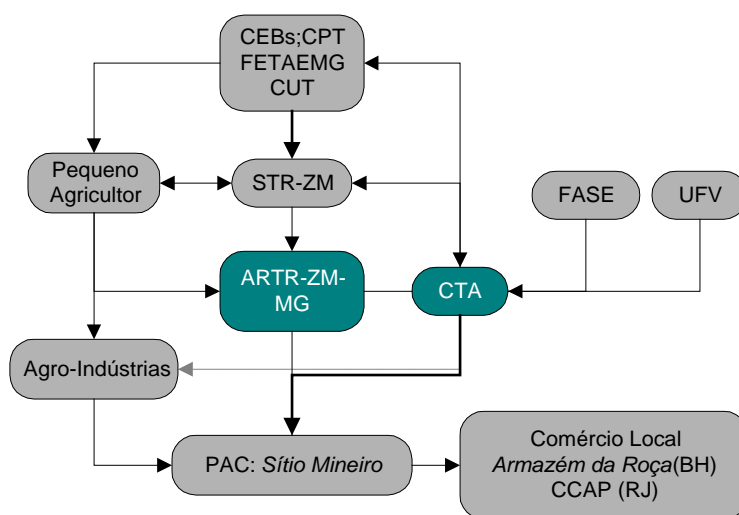 CEBs;CPT
FETAEMG
CUT
Pequeno
Agricultor
STR-ZM
FASE
UFV
ARTR-ZM-
MG
CTA
Agro-Indústrias
PAC: Sítio Mineiro
Comércio Local
Armazém da Roça(BH)
CCAP (RJ)